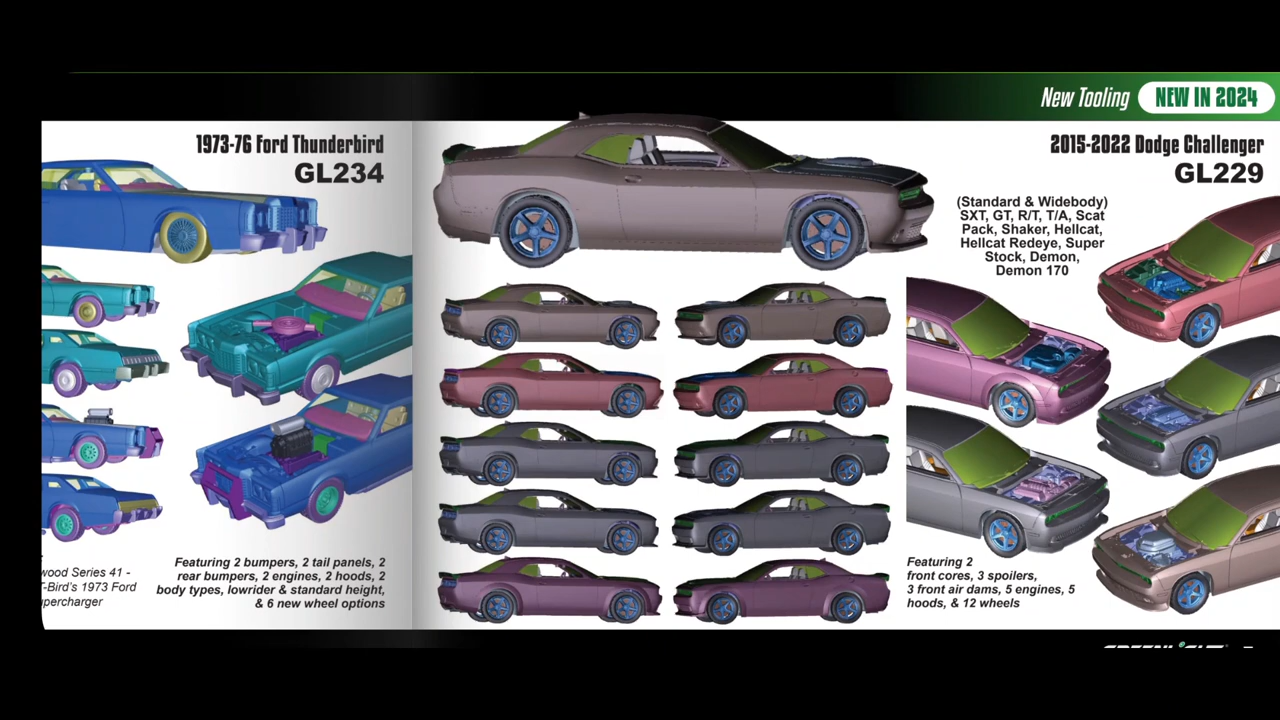 New Tooling NEW IN 2024
1973-76 Ford Thunderbird
GL234
wood Series 41 -
T-Bird's 1973 Ford
percharger
Featuring 2 bumpers, 2 tail panels, 2
rear bumpers, 2 engines, 2 hoods, 2
body types, lowrider & standard height,
& 6 new wheel options
2015-2022 Dodge Challenger
GL229
(Standard & Widebody)
SXT, GT, R/T, T/A, Scat
Pack, Shaker, Hellcat,
Hellcat Redeye, Super
Stock, Demon,
Demon 170
Featuring 2
front cores, 3 spoilers,
3 front air dams, 5 engines, 5
hoods, & 12 wheels